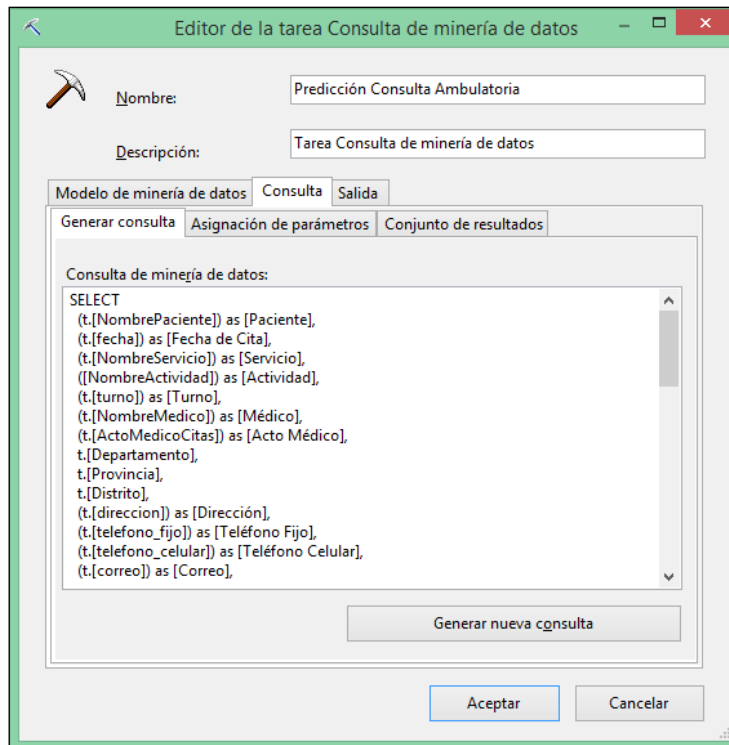 Editor de la tarea Consulta de minería de datos
Nombre: Predicción Consulta Ambulatoria
Descripción: Tarea Consulta de minería de datos
Modelo de minería de datos Consulta Salida
Generar consulta Asignación de parámetros Conjunto de resultados
Consulta de minería de datos:
SELECT
(t.[NombrePaciente]) as [Paciente],
(t.[fecha]) as [Fecha de Cita],
(t.[NombreServicio]) as [Servicio],
([NombreActividad]) as [Actividad],
(t.[turno]) as [Turno],
(t.[NombreMedico]) as [Médico],
(t.[ActoMedicoCitas]) as [Acto Médico],
t.[Departamento],
t.[Provincia],
t.[Distrito],
(t.[direccion]) as [Dirección],
(t.[telefono_fijo]) as [Teléfono Fijo],
(t.[telefono_celular]) as [Teléfono Celular],
(t.[correo]) as [Correo],
Generar nueva consulta
Aceptar Cancelar